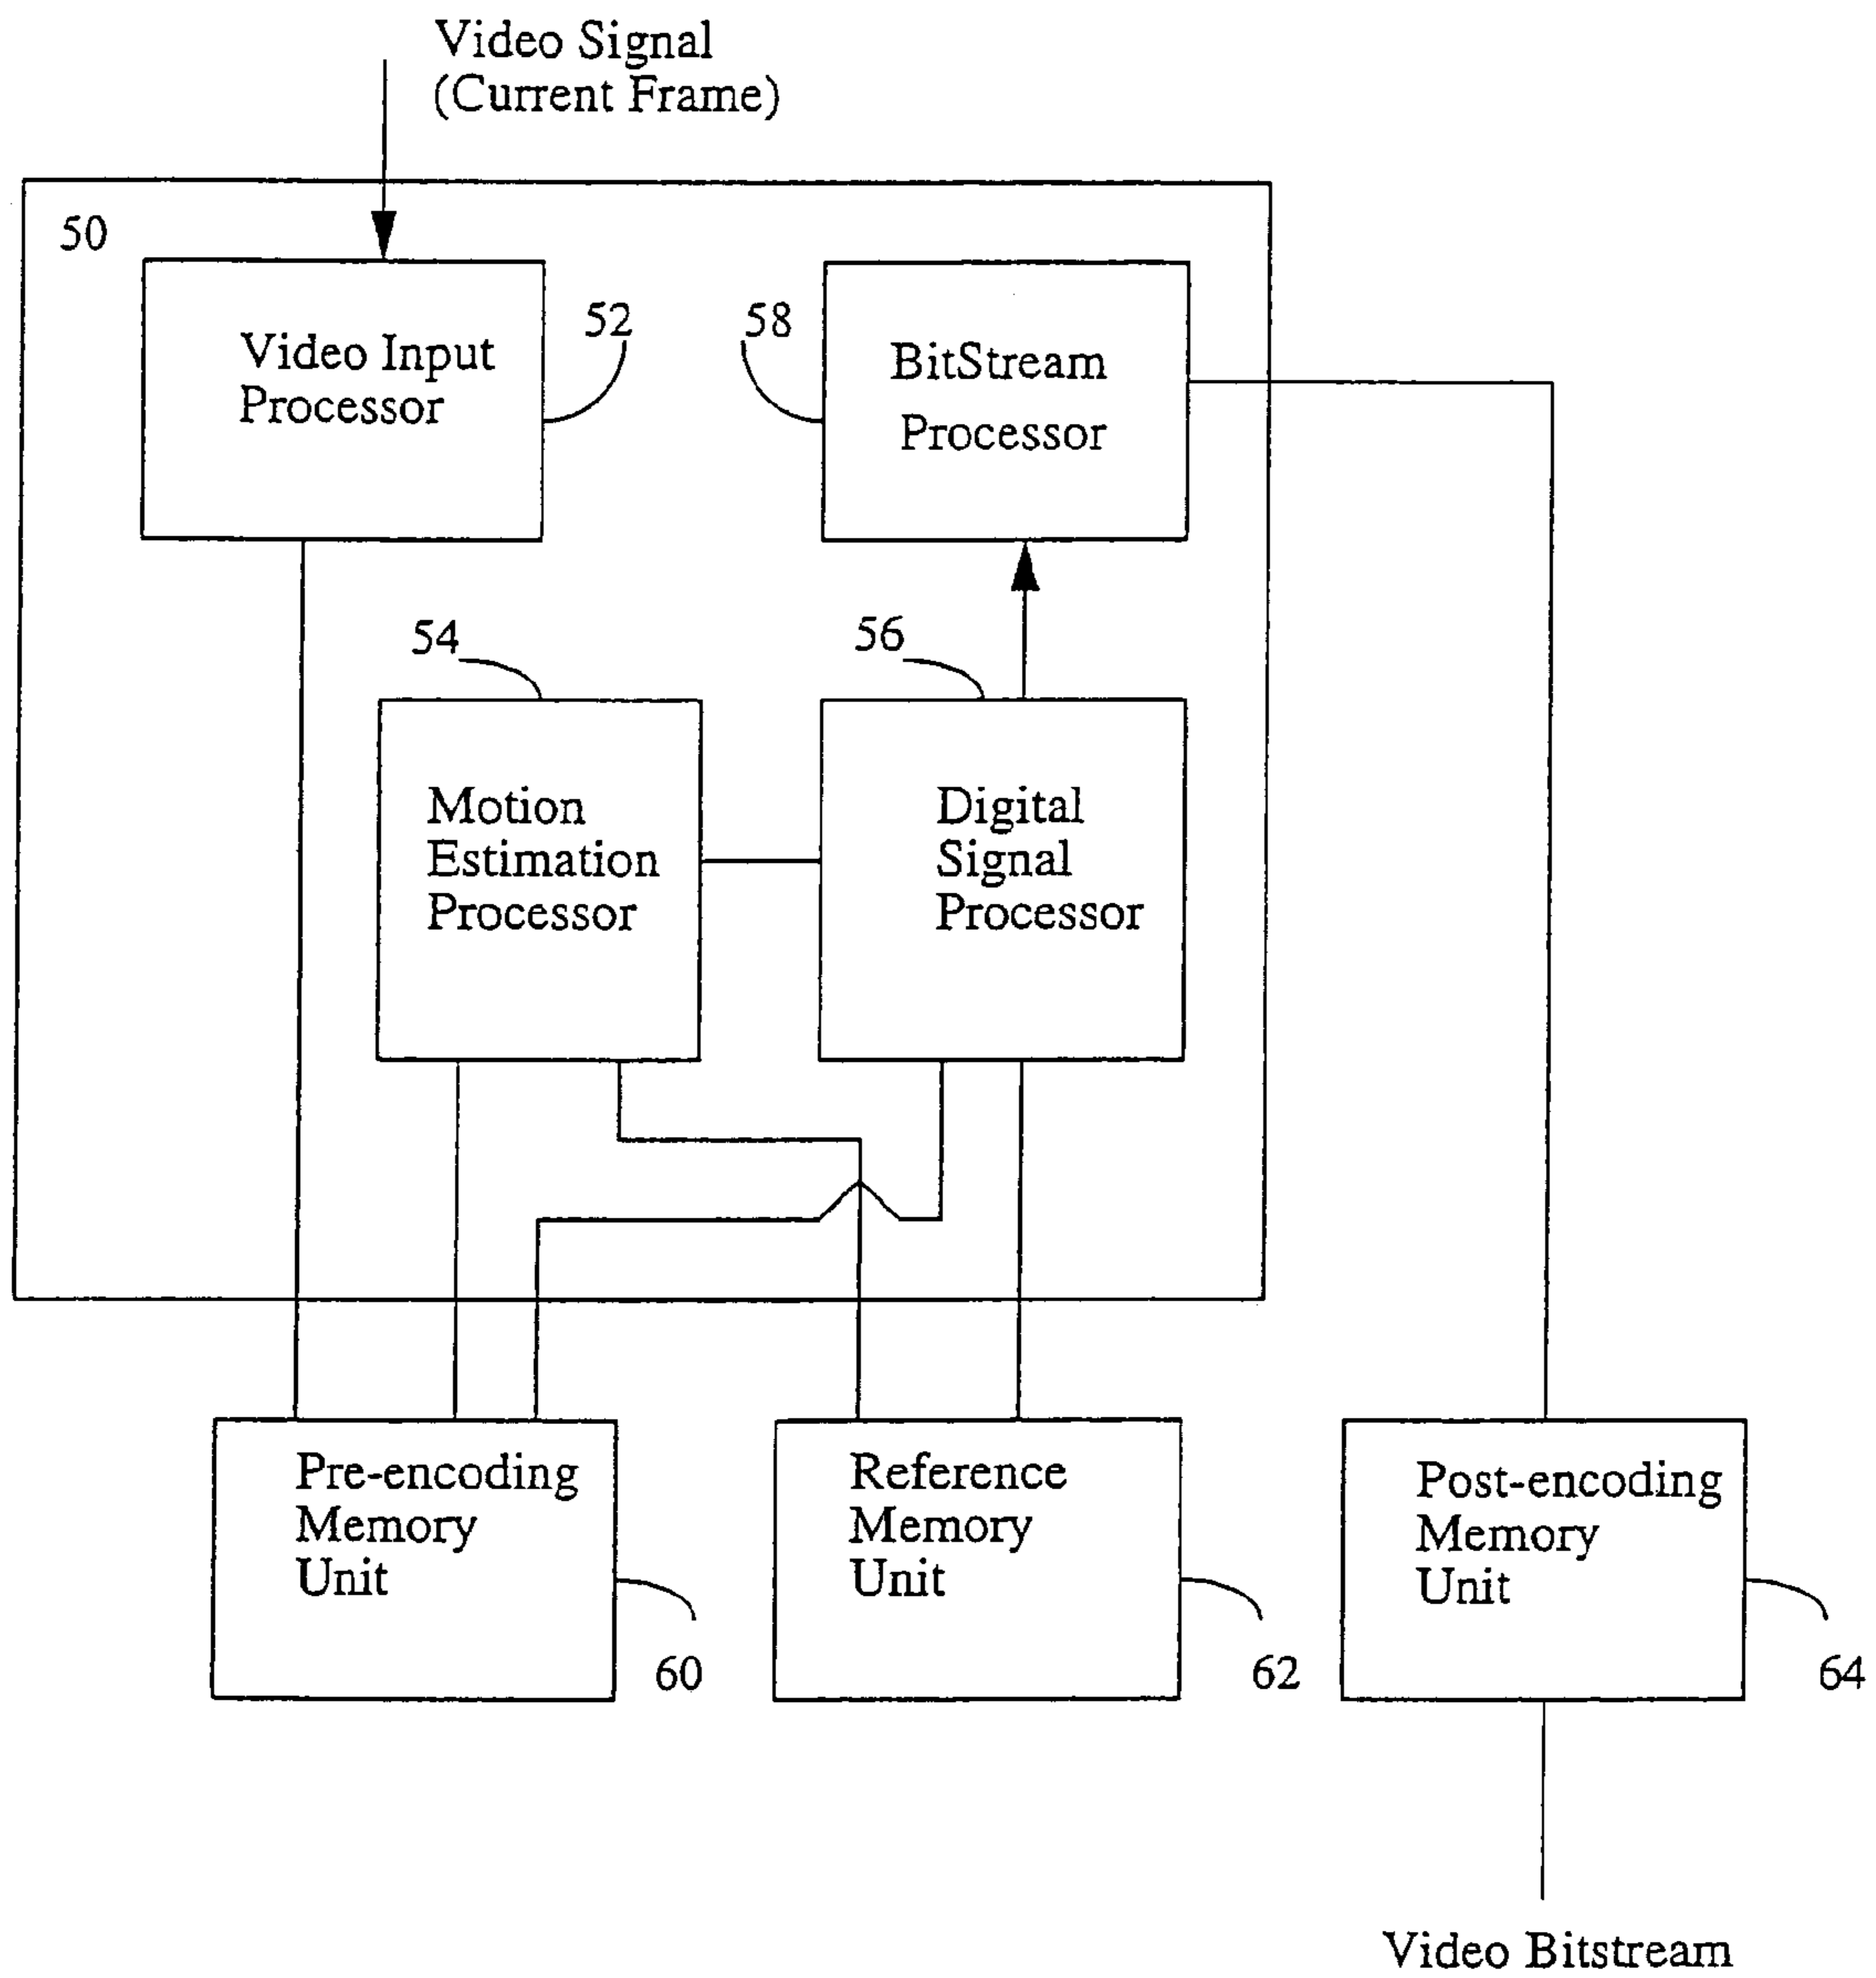 Video Signal
(Current Frame)
50
Video Input
Processor
52
58
BitStream
Processor
54
56
Motion
Estimation
Processor
Digital
Signal
Processor
Pre-encoding
Memory
Unit
60
Reference
Memory
Unit
62
Post-encoding
Memory
Unit
64
Video Bitstream